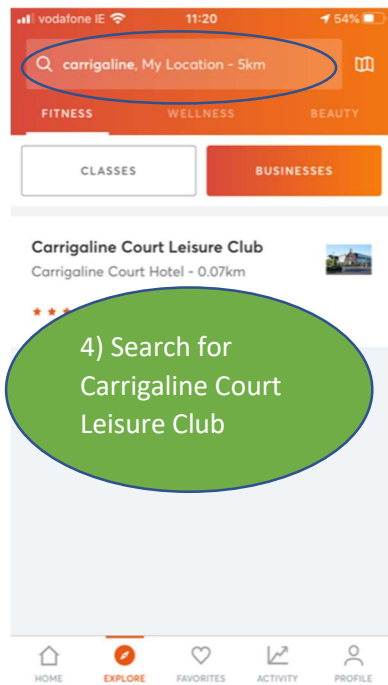 vodafone IE 11:20 54%
carrigaline, My Location - 5km
FITNESS WELLNESS BEAUTY
CLASSES BUSINESSES
Carrigaline Court Leisure Club
Carrigaline Court Hotel - 0.07km
4) Search for
Carrigaline Court
Leisure Club
HOME EXPLORE FAVORITES ACTIVITY PROFILE